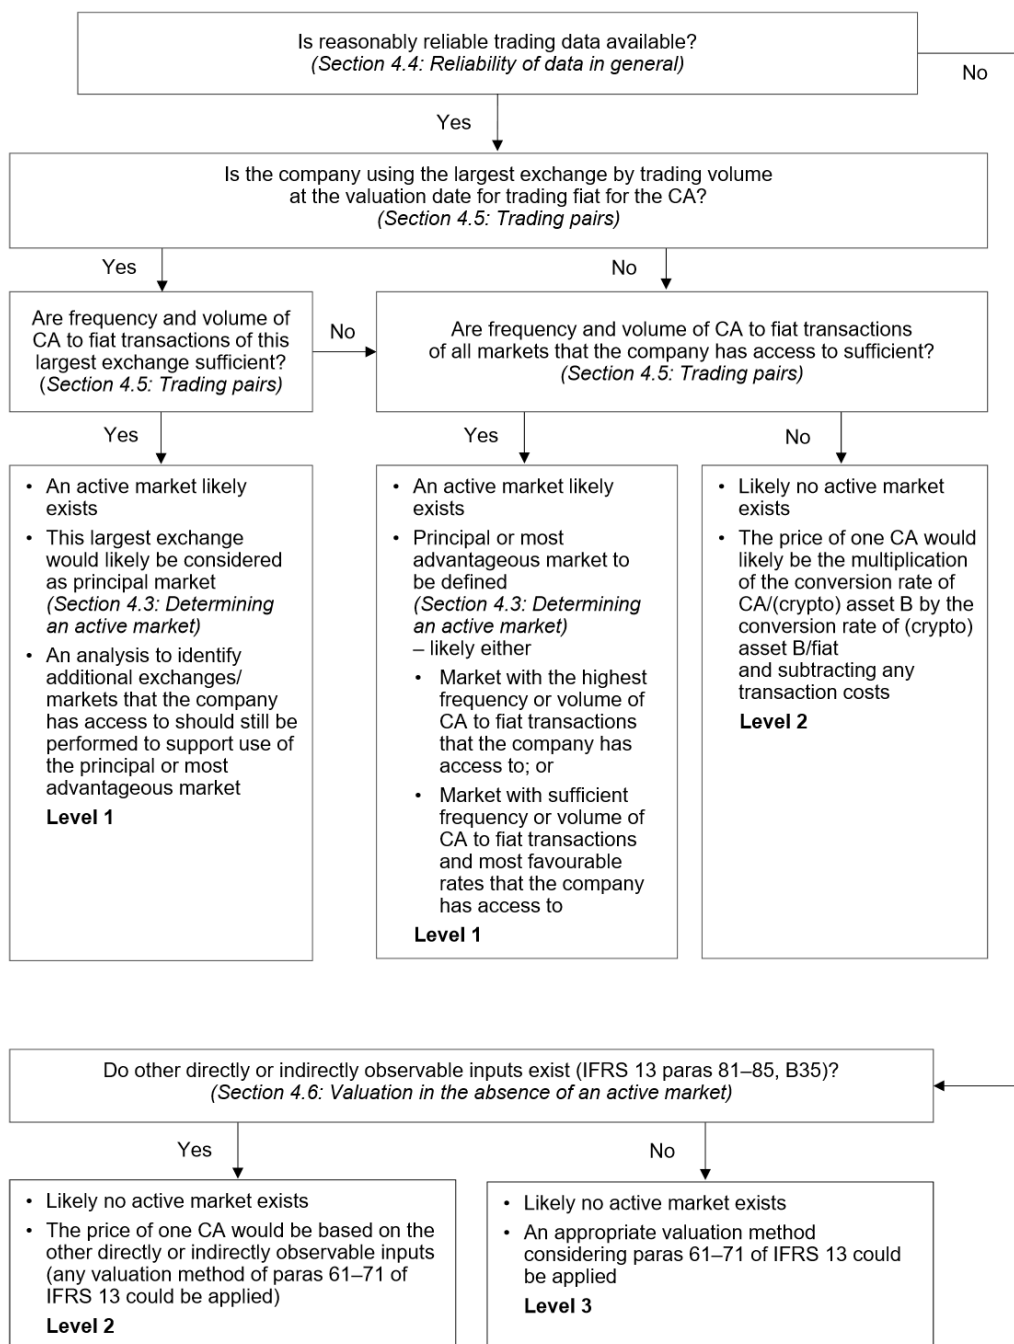 Is reasonably reliable trading data available?
(Section 4.4: Reliability of data in general)
No
Yes
Is the company using the largest exchange by trading volume
at the valuation date for trading fiat for the CA?
(Section 4.5: Trading pairs)
Yes
No
Are frequency and volume of
CA to fiat transactions of this
largest exchange sufficient?
(Section 4.5: Trading pairs)
No
Are frequency and volume of CA to fiat transactions
of all markets that the company has access to sufficient?
(Section 4.5: Trading pairs)
Yes
Yes
No
• An active market likely
exists
• This largest exchange
would likely be considered
as principal market
(Section 4.3: Determining
an active market)
• An analysis to identify
additional exchanges/
markets that the company
has access to should still be
performed to support use of
the principal or most
advantageous market
Level 1
• An active market likely
exists
• Principal or most
advantageous market to
be defined
(Section 4.3: Determining
an active market)
– likely either
• Market with the highest
frequency or volume of
CA to fiat transactions
that the company has
access to; or
• Market with sufficient
frequency or volume of
CA to fiat transactions
and most favourable
rates that the company
has access to
Level 1
• Likely no active market
exists
• The price of one CA would
likely be the multiplication
of the conversion rate of
CA/(crypto) asset B by the
conversion rate of (crypto)
asset B/fiat
and subtracting any
transaction costs
Level 2
Do other directly or indirectly observable inputs exist (IFRS 13 paras 81–85, B35)?
(Section 4.6: Valuation in the absence of an active market)
Yes
No
• Likely no active market exists
• The price of one CA would be based on the
other directly or indirectly observable inputs
(any valuation method of paras 61–71 of
IFRS 13 could be applied)
Level 2
• Likely no active market exists
• An appropriate valuation method
considering paras 61–71 of IFRS 13 could
be applied
Level 3